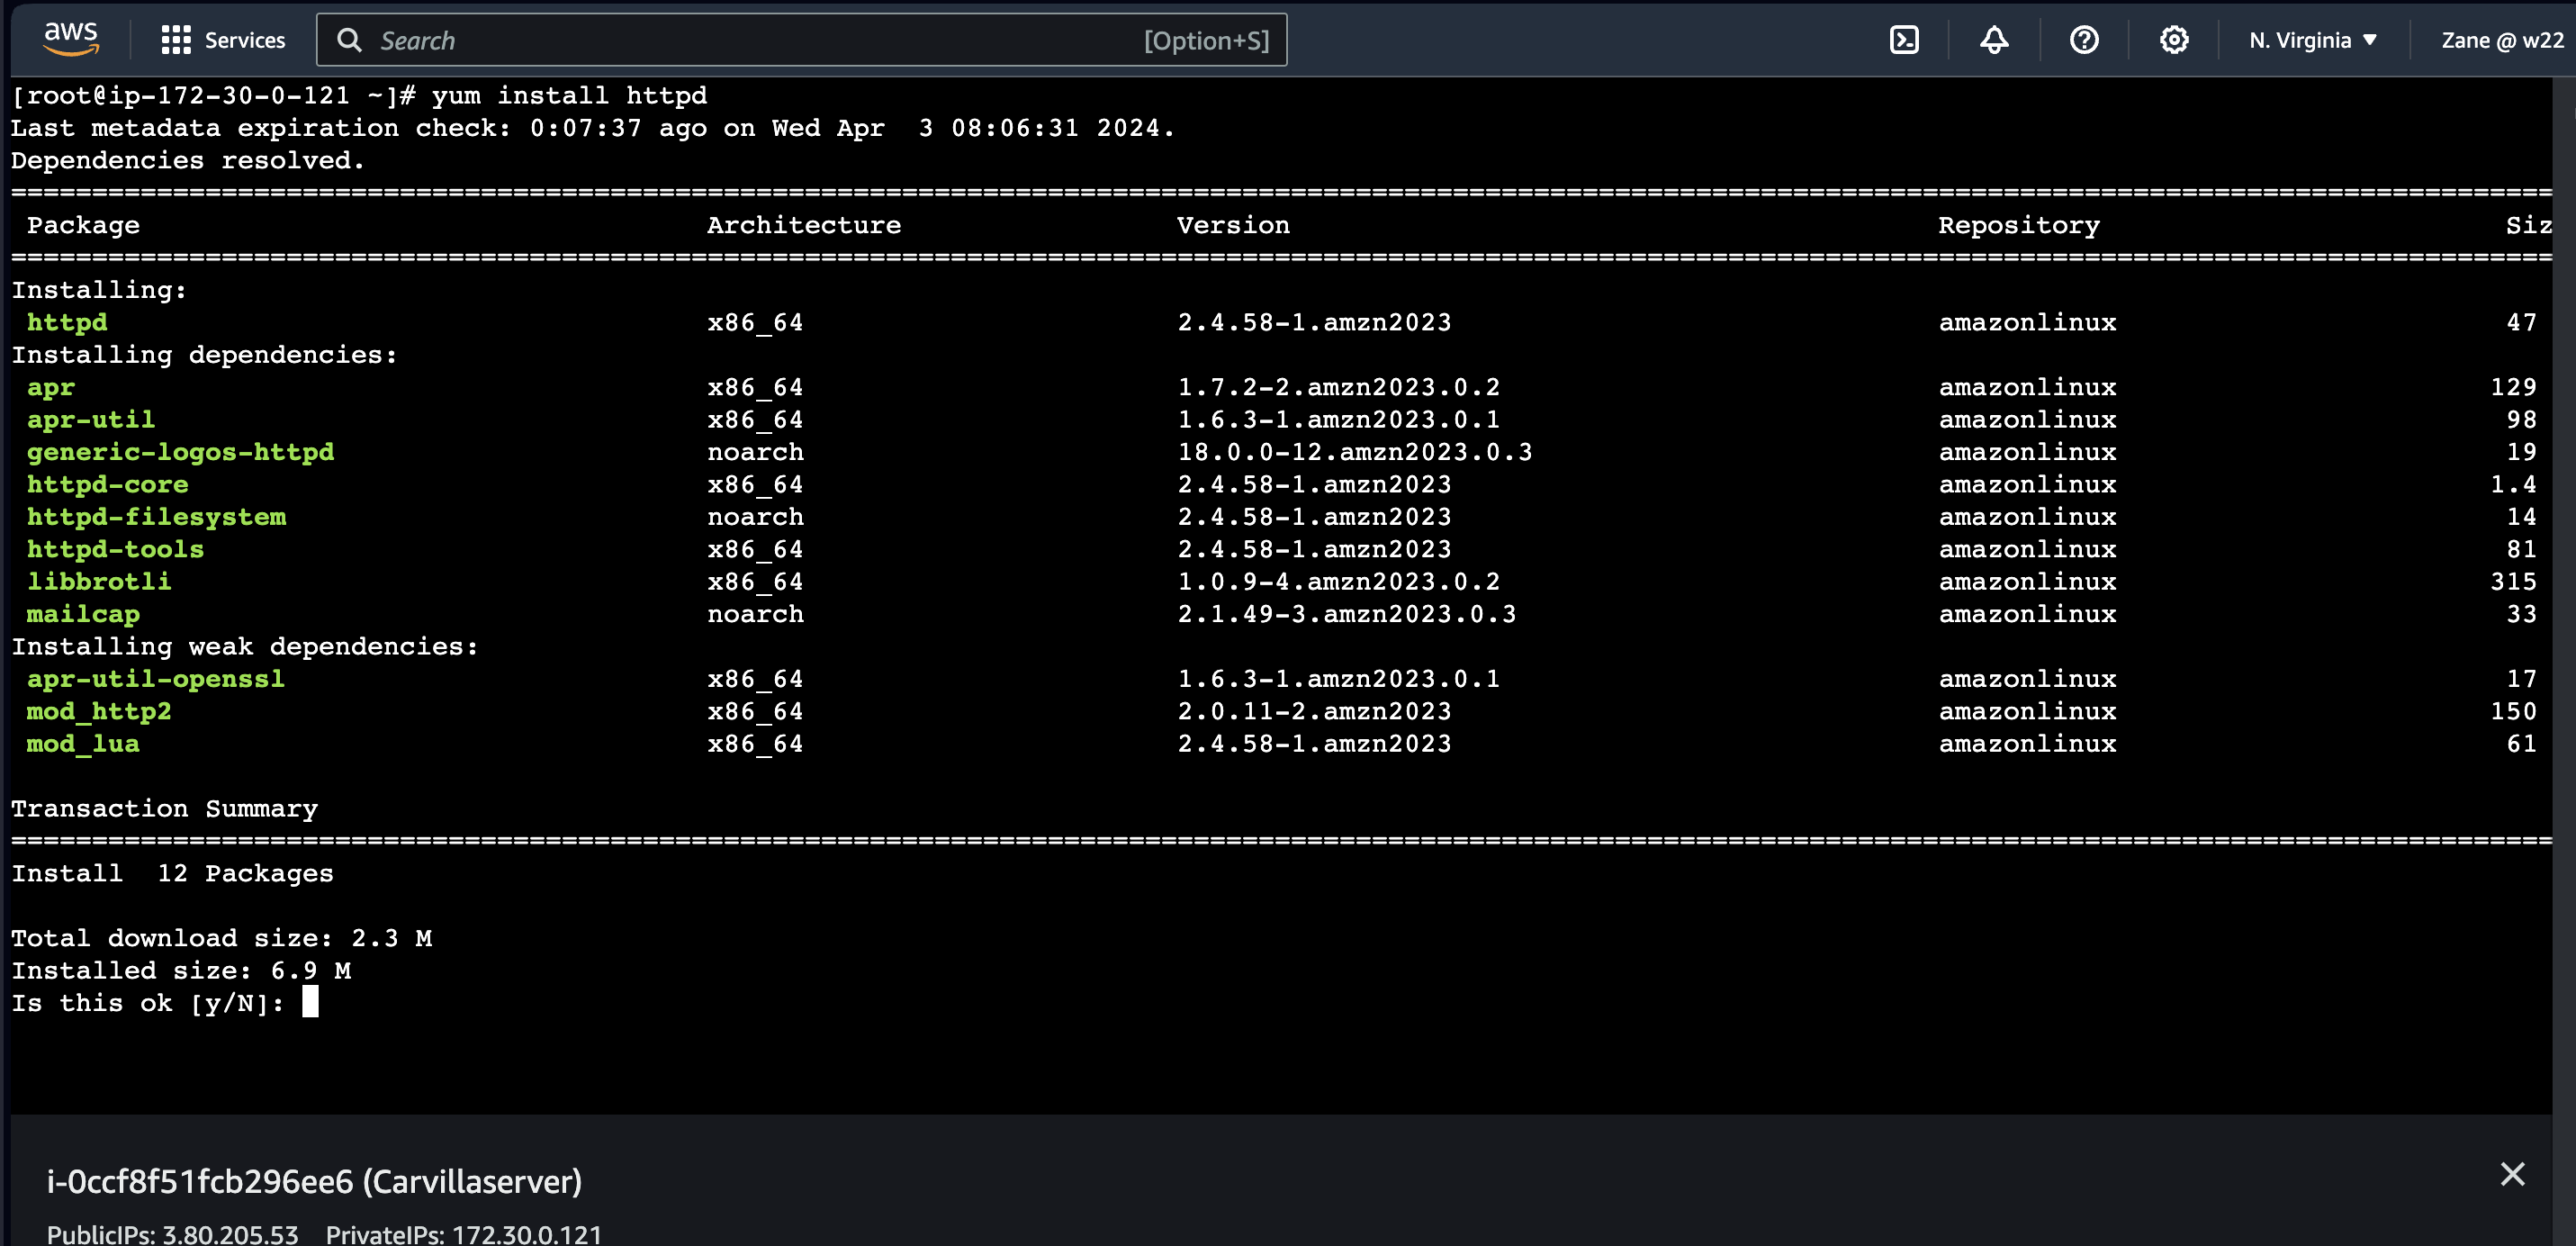 aws Services Search [Option+S] N. Virginia ▼ Zane @ w22
[root@ip-172-30-0-121 ~]# yum install httpd
Last metadata expiration check: 0:07:37 ago on Wed Apr  3 08:06:31 2024.
Dependencies resolved.
Package Architecture Version Repository Siz
Installing:
httpd x86_64 2.4.58-1.amzn2023 amazonlinux 47
Installing dependencies:
apr x86_64 1.7.2-2.amzn2023.0.2 amazonlinux 129
apr-util x86_64 1.6.3-1.amzn2023.0.1 amazonlinux 98
generic-logos-httpd noarch 18.0.0-12.amzn2023.0.3 amazonlinux 19
httpd-core x86_64 2.4.58-1.amzn2023 amazonlinux 1.4
httpd-filesystem noarch 2.4.58-1.amzn2023 amazonlinux 14
httpd-tools x86_64 2.4.58-1.amzn2023 amazonlinux 81
libbrotli x86_64 1.0.9-4.amzn2023.0.2 amazonlinux 315
mailcap noarch 2.1.49-3.amzn2023.0.3 amazonlinux 33
Installing weak dependencies:
apr-util-openssl x86_64 1.6.3-1.amzn2023.0.1 amazonlinux 17
mod_http2 x86_64 2.0.11-2.amzn2023 amazonlinux 150
mod_lua x86_64 2.4.58-1.amzn2023 amazonlinux 61
Transaction Summary
Install  12 Packages
Total download size: 2.3 M
Installed size: 6.9 M
Is this ok [y/N]:
i-0ccf8f51fcb296ee6 (Carvillaserver)
PublicIPs: 3.80.205.53 PrivateIPs: 172.30.0.121